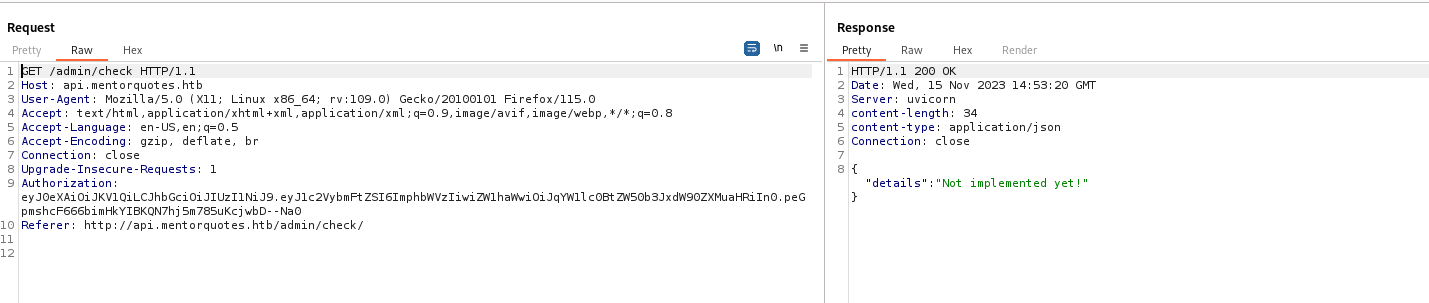 Request
Pretty Raw Hex
\n
1 GET /admin/check HTTP/1.1
2 Host: api.mentorquotes.htb
3 User-Agent: Mozilla/5.0 (X11; Linux x86_64; rv:109.0) Gecko/20100101 Firefox/115.0
4 Accept: text/html,application/xhtml+xml,application/xml;q=0.9,image/avif,image/webp,*/*;q=0.8
5 Accept-Language: en-US,en;q=0.5
6 Accept-Encoding: gzip, deflate, br
7 Connection: close
8 Upgrade-Insecure-Requests: 1
9 Authorization:
eyJ0eXAiOiJKV1QiLCJhbGciOiJIUzI1NiJ9.eyJ1c2VybmFtZSI6ImphbWVzIiwiZW1haWwiOiJqYW1lc0BtZW50b3JxdW90ZXMuaHRiIn0.peG
pmshcF666bimHkYIBKQN7hj5m785uKcjwbD--Na0
10 Referer: http://api.mentorquotes.htb/admin/check/
11
12
Response
Pretty Raw Hex Render
1 HTTP/1.1 200 OK
2 Date: Wed, 15 Nov 2023 14:53:20 GMT
3 Server: uvicorn
4 content-length: 34
5 content-type: application/json
6 Connection: close
7
8 {
"details":"Not implemented yet!"
}